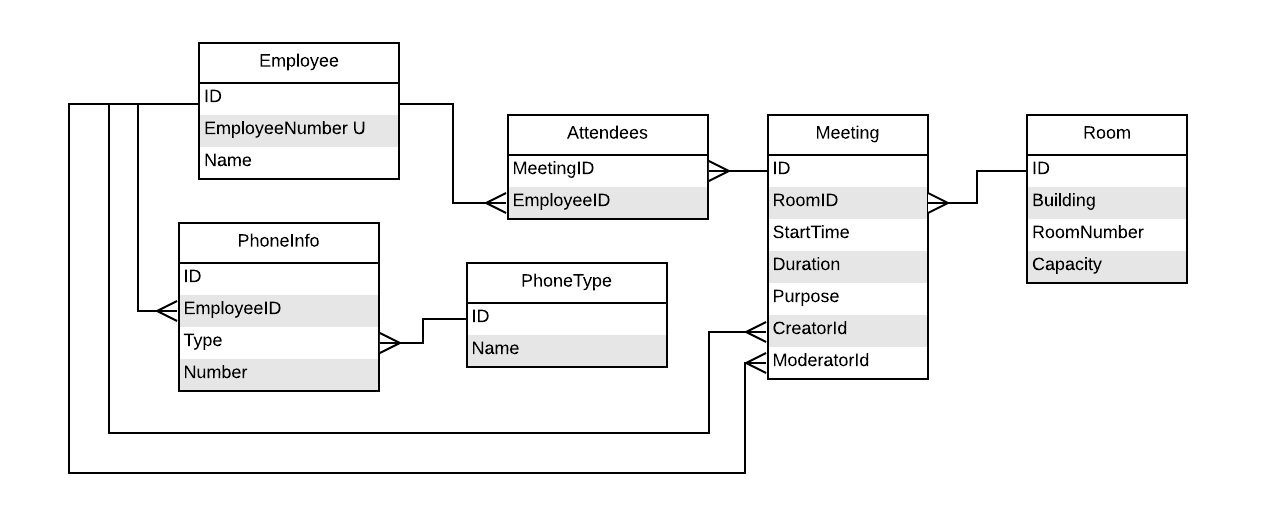 Employee
ID
EmployeeNumber U
Name
Attendees
MeetingID
EmployeeID
Meeting
ID
RoomID
StartTime
Duration
Purpose
CreatorId
ModeratorId
Room
ID
Building
RoomNumber
Capacity
PhoneInfo
ID
EmployeeID
Type
Number
PhoneType
ID
Name